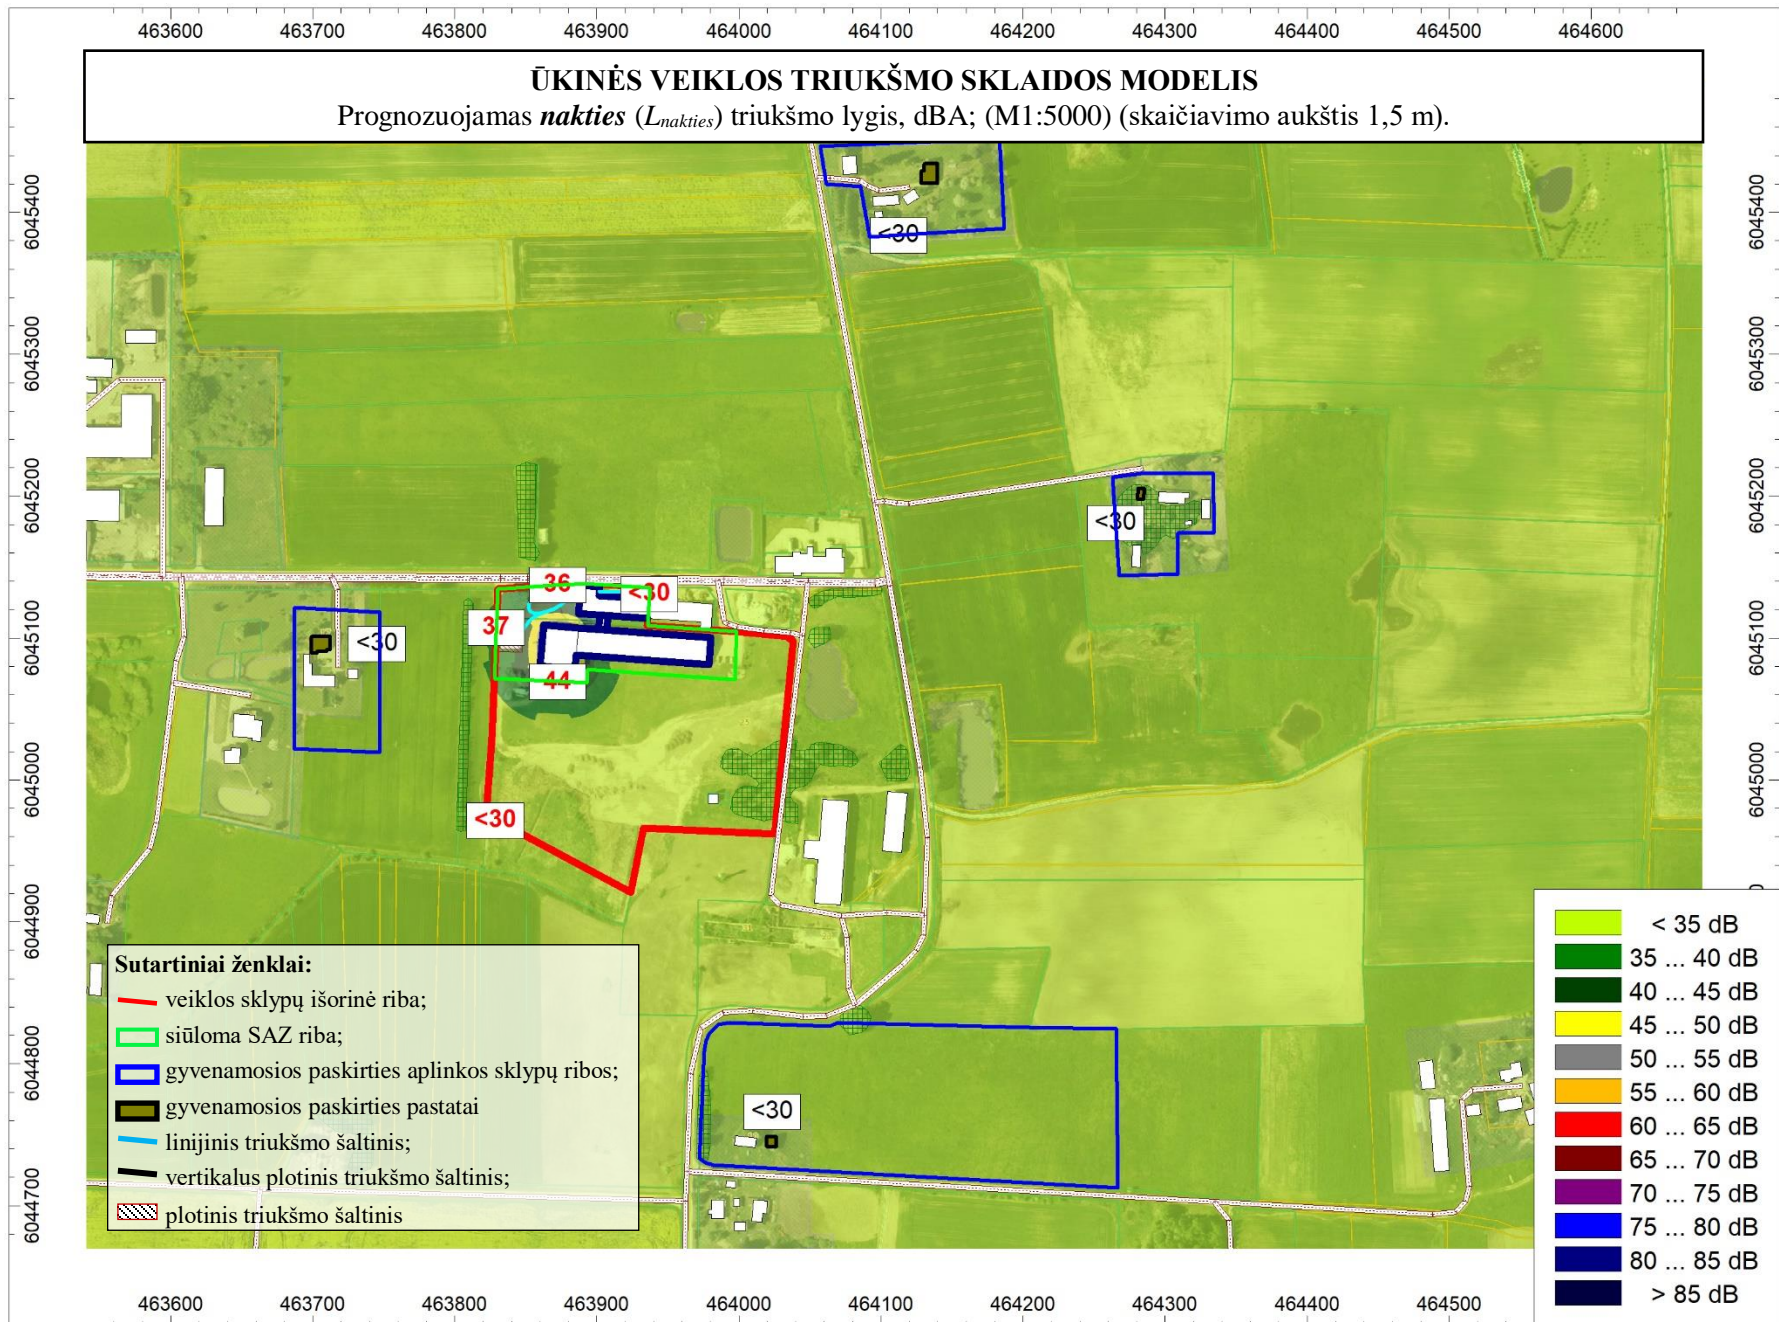 463600 463700 463800 463900 464000 464100 464200 464300 464400 464500 464600
ŪKINĖS VEIKLOS TRIUKŠMO SKLAIDOS MODELIS
Prognozuojamas nakties (Lnakties) triukšmo lygis, dBA; (M1:5000) (skaičiavimo aukštis 1,5 m).
6045400
6045300
6045200
6045100
6045000
6044900
6044800
6044700
6045400
6045300
6045200
6045100
6045000
<30
<30
36
<30
37
<30
44
<30
<30
Sutartiniai ženklai:
veiklos sklypų išorinė riba;
siūloma SAZ riba;
gyvenamosios paskirties aplinkos sklypų ribos;
gyvenamosios paskirties pastatai
linijinis triukšmo šaltinis;
vertikalus plotinis triukšmo šaltinis;
plotinis triukšmo šaltinis
< 35 dB
35 ... 40 dB
40 ... 45 dB
45 ... 50 dB
50 ... 55 dB
55 ... 60 dB
60 ... 65 dB
65 ... 70 dB
70 ... 75 dB
75 ... 80 dB
80 ... 85 dB
> 85 dB
463600 463700 463800 463900 464000 464100 464200 464300 464400 464500